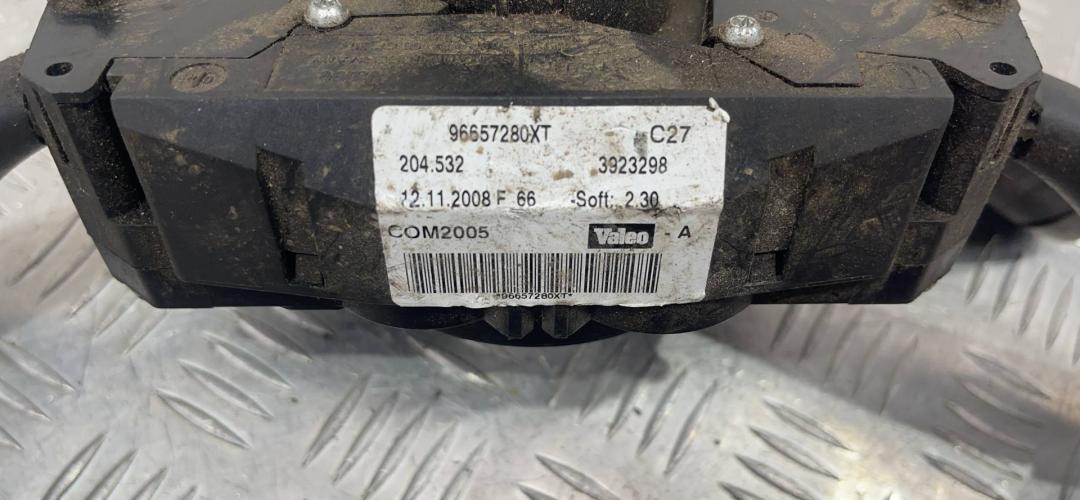 96657280XT C27
204.532 3923298
12.11.2008 F 66 -Soft: 2.30
COM2005 Valeo - A
*96657280XT*